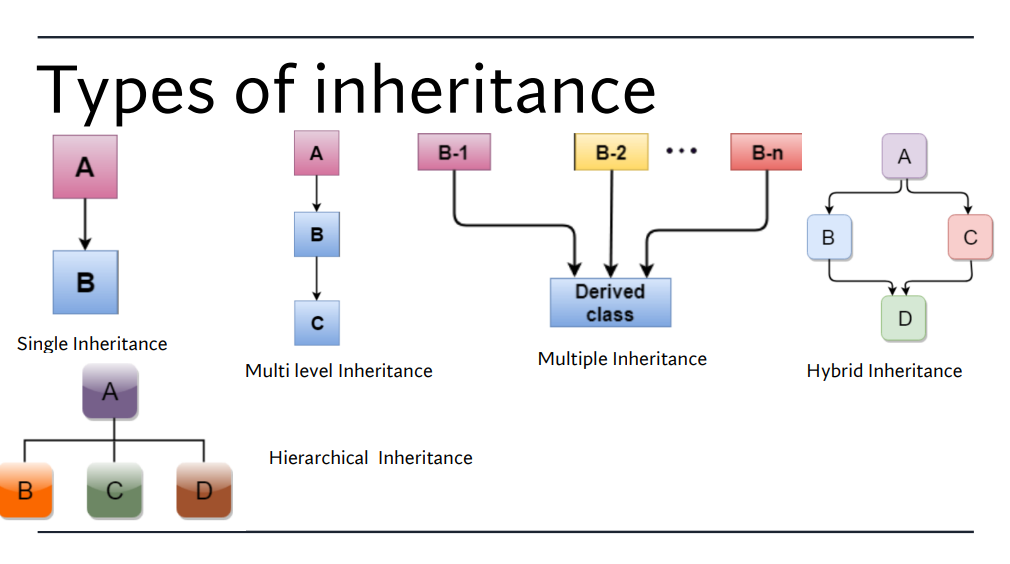 Types of inheritance
A
B
Single Inheritance
A
B
C
Multi level Inheritance
B-1
B-2
•••
B-n
Derived
class
Multiple Inheritance
A
B
C
D
Hybrid Inheritance
A
B
C
D
Hierarchical  Inheritance